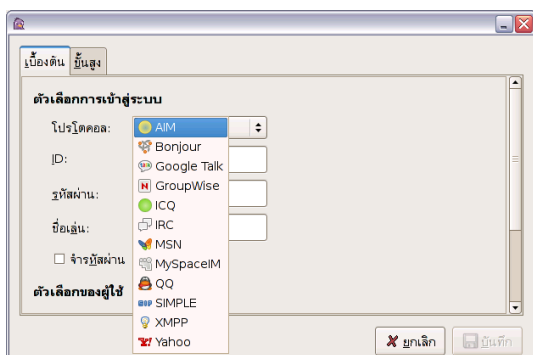 เบื้องต้น ขั้นสูง
ตัวเลือกการเข้าสู่ระบบ
โปรโตคอล: AIM
Bonjour
ID:
Google Talk
GroupWise
รหัสผ่าน:
ICQ
ชื่อเล่น: IRC
MSN
จำรหัสผ่าน MySpaceIM
QQ
ตัวเลือกของผู้ใช้
SIMPLE
XMPP
Yahoo
ยกเลิก บันทึก